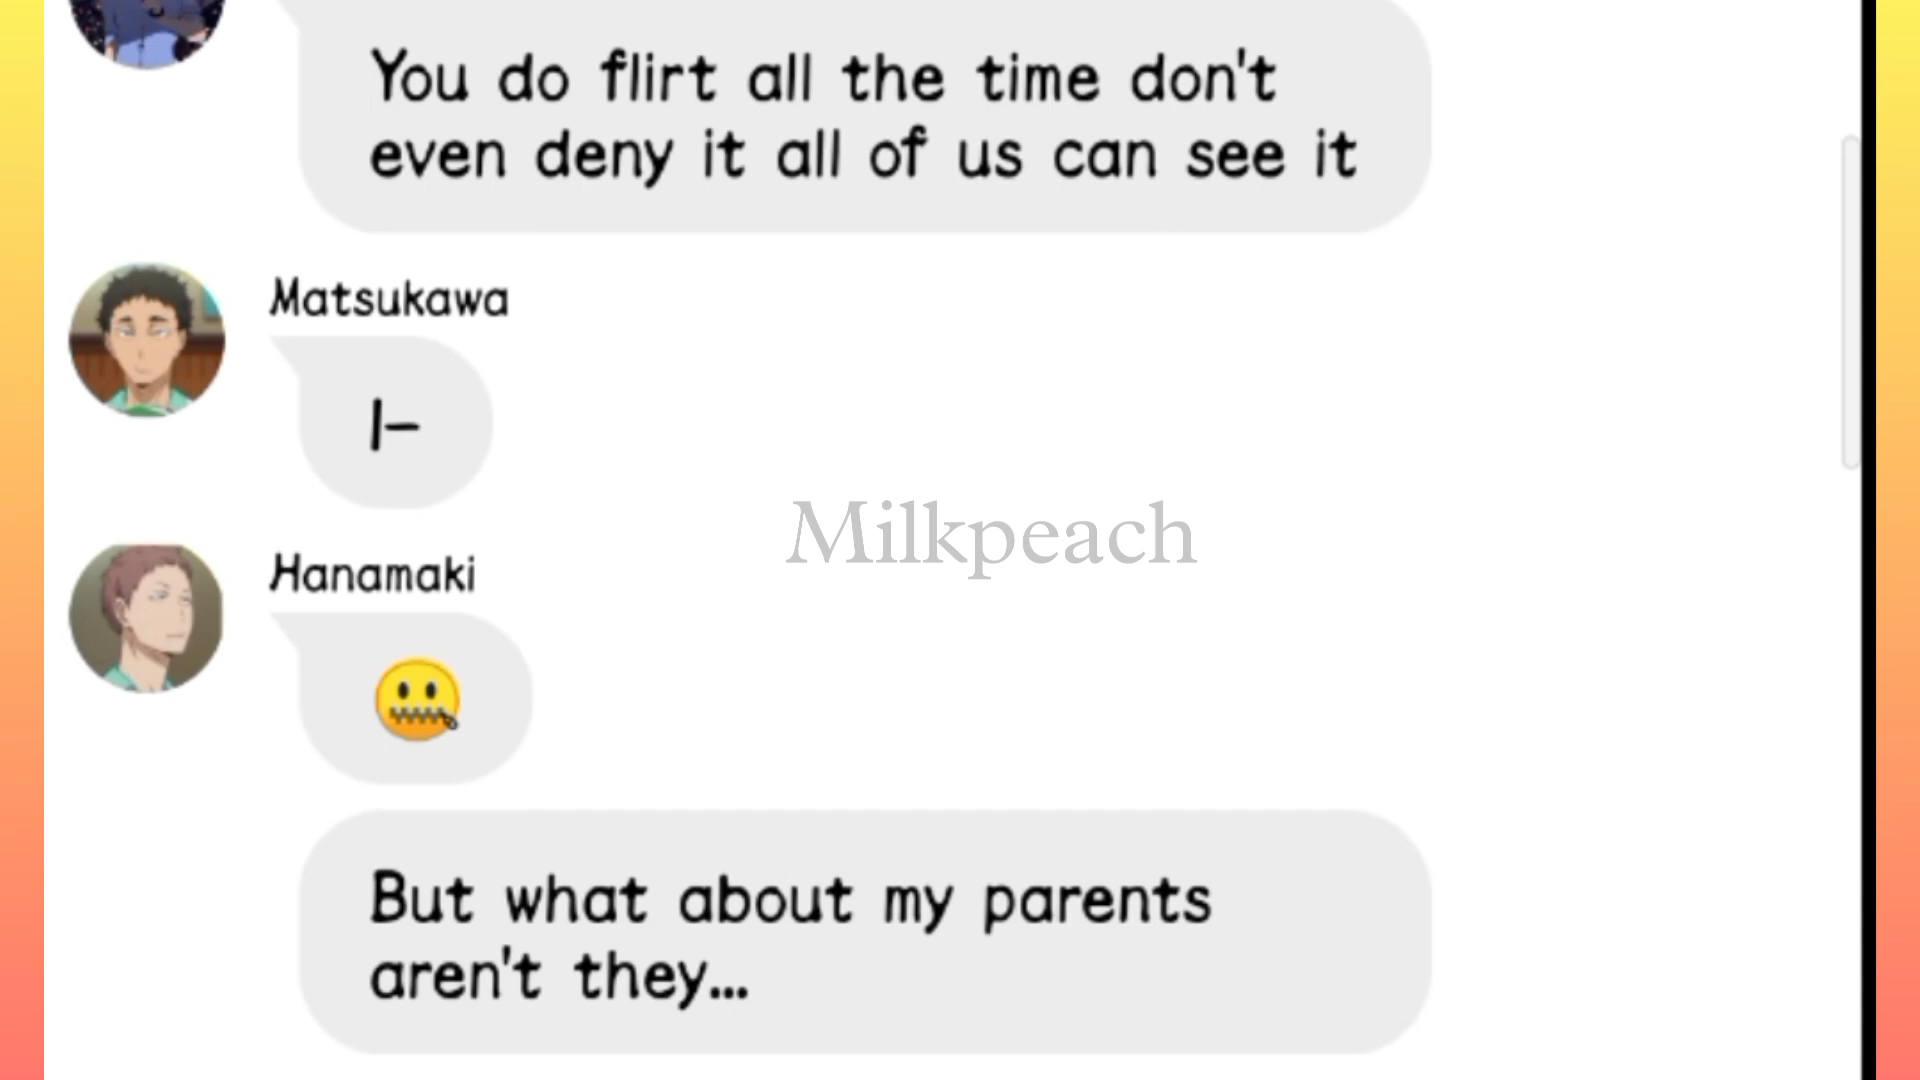 You do flirt all the time don't
even deny it all of us can see it
Matsukawa
I-
Milkpeach
Hanamaki
🤐
But what about my parents
aren't they...